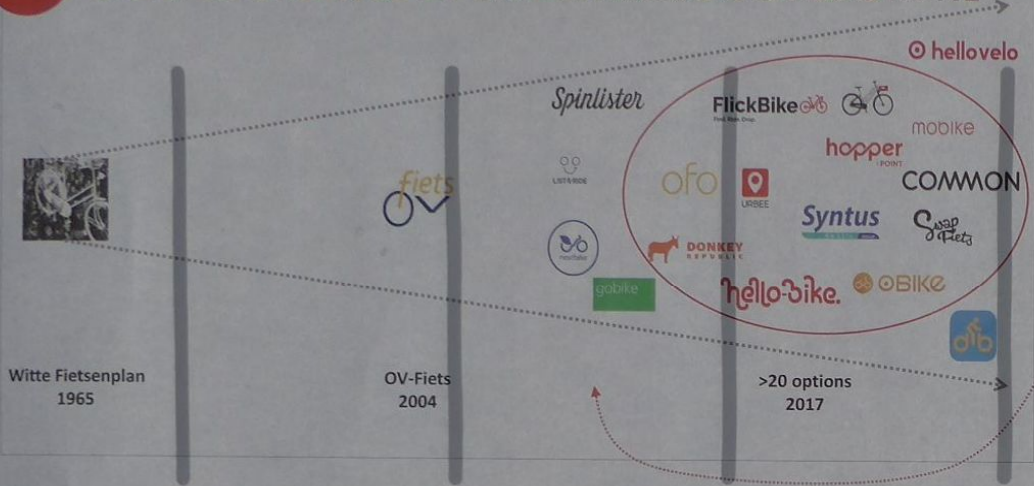 hellovelo
Spinlister
FlickBike
mobike
hopper
POINT
LISTNRIDE
ofo
URBEE
COMMON
fiets
OV
Syntus
Swap
Fiets
nextbike
DONKEY
REPUBLIC
gobike
hello-bike.
OBIKE
Witte Fietsenplan
1965
OV-Fiets
2004
>20 options
2017